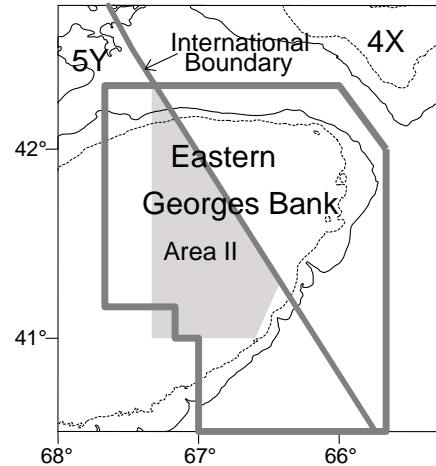 5Y
International
Boundary
4X
42°
Eastern
Georges Bank
Area II
41°
68°
67°
66°